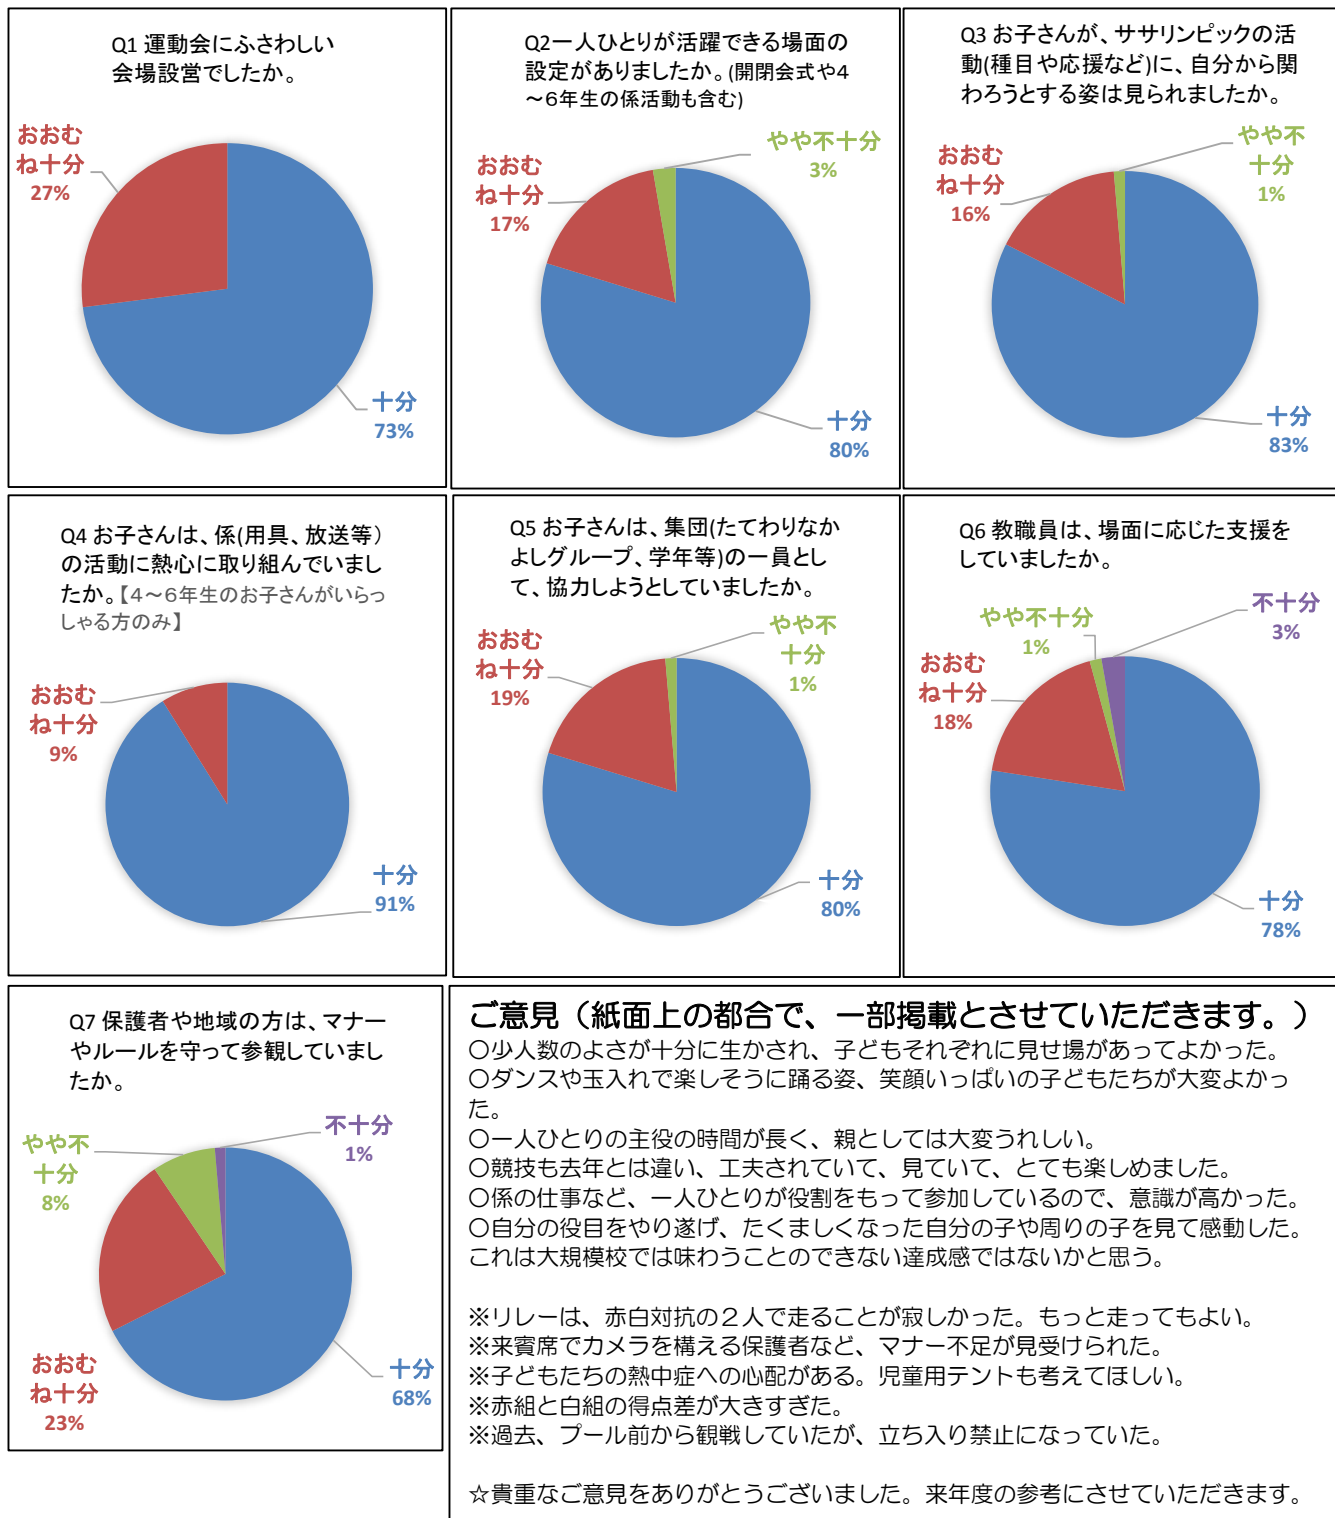 Q1 運動会にふさわしい
会場設営でしたか。
おおむ
ね十分
27%
十分
73%
Q2一人ひとりが活躍できる場面の
設定がありましたか。(開閉会式や4
～6年生の係活動も含む)
やや不十分
3%
おおむ
ね十分
17%
十分
80%
Q3 お子さんが、ササリンピックの活
動(種目や応援など)に、自分から関
わろうとする姿は見られましたか。
やや不
十分
1%
おおむ
ね十分
16%
十分
83%
Q4 お子さんは、係(用具、放送等)
の活動に熱心に取り組んでいまし
たか。【4～6年生のお子さんがいらっ
しゃる方のみ】
おおむ
ね十分
9%
十分
91%
Q5 お子さんは、集団(たてわりなか
よしグループ、学年等)の一員とし
て、協力しようとしていましたか。
やや不
十分
1%
おおむ
ね十分
19%
十分
80%
Q6 教職員は、場面に応じた支援を
していましたか。
不十分
3%
やや不十分
1%
おおむ
ね十分
18%
十分
78%
Q7 保護者や地域の方は、マナー
やルールを守って参観していまし
たか。
不十分
1%
やや不
十分
8%
おおむ
ね十分
23%
十分
68%
ご意見（紙面上の都合で、一部掲載とさせていただきます。）
○少人数のよさが十分に生かされ、子どもそれぞれに見せ場があってよかった。
○ダンスや玉入れで楽しそうに踊る姿、笑顔いっぱいの子どもたちが大変よかっ
た。
○一人ひとりの主役の時間が長く、親としては大変うれしい。
○競技も去年とは違い、工夫されていて、見ていて、とても楽しめました。
○係の仕事など、一人ひとりが役割をもって参加しているので、意識が高かった。
○自分の役目をやり遂げ、たくましくなった自分の子や周りの子を見て感動した。
これは大規模校では味わうことのできない達成感ではないかと思う。
※リレーは、赤白対抗の２人で走ることが寂しかった。もっと走ってもよい。
※来賓席でカメラを構える保護者など、マナー不足が見受けられた。
※子どもたちの熱中症への心配がある。児童用テントも考えてほしい。
※赤組と白組の得点差が大きすぎた。
※過去、プール前から観戦していたが、立ち入り禁止になっていた。
☆貴重なご意見をありがとうございました。来年度の参考にさせていただきます。